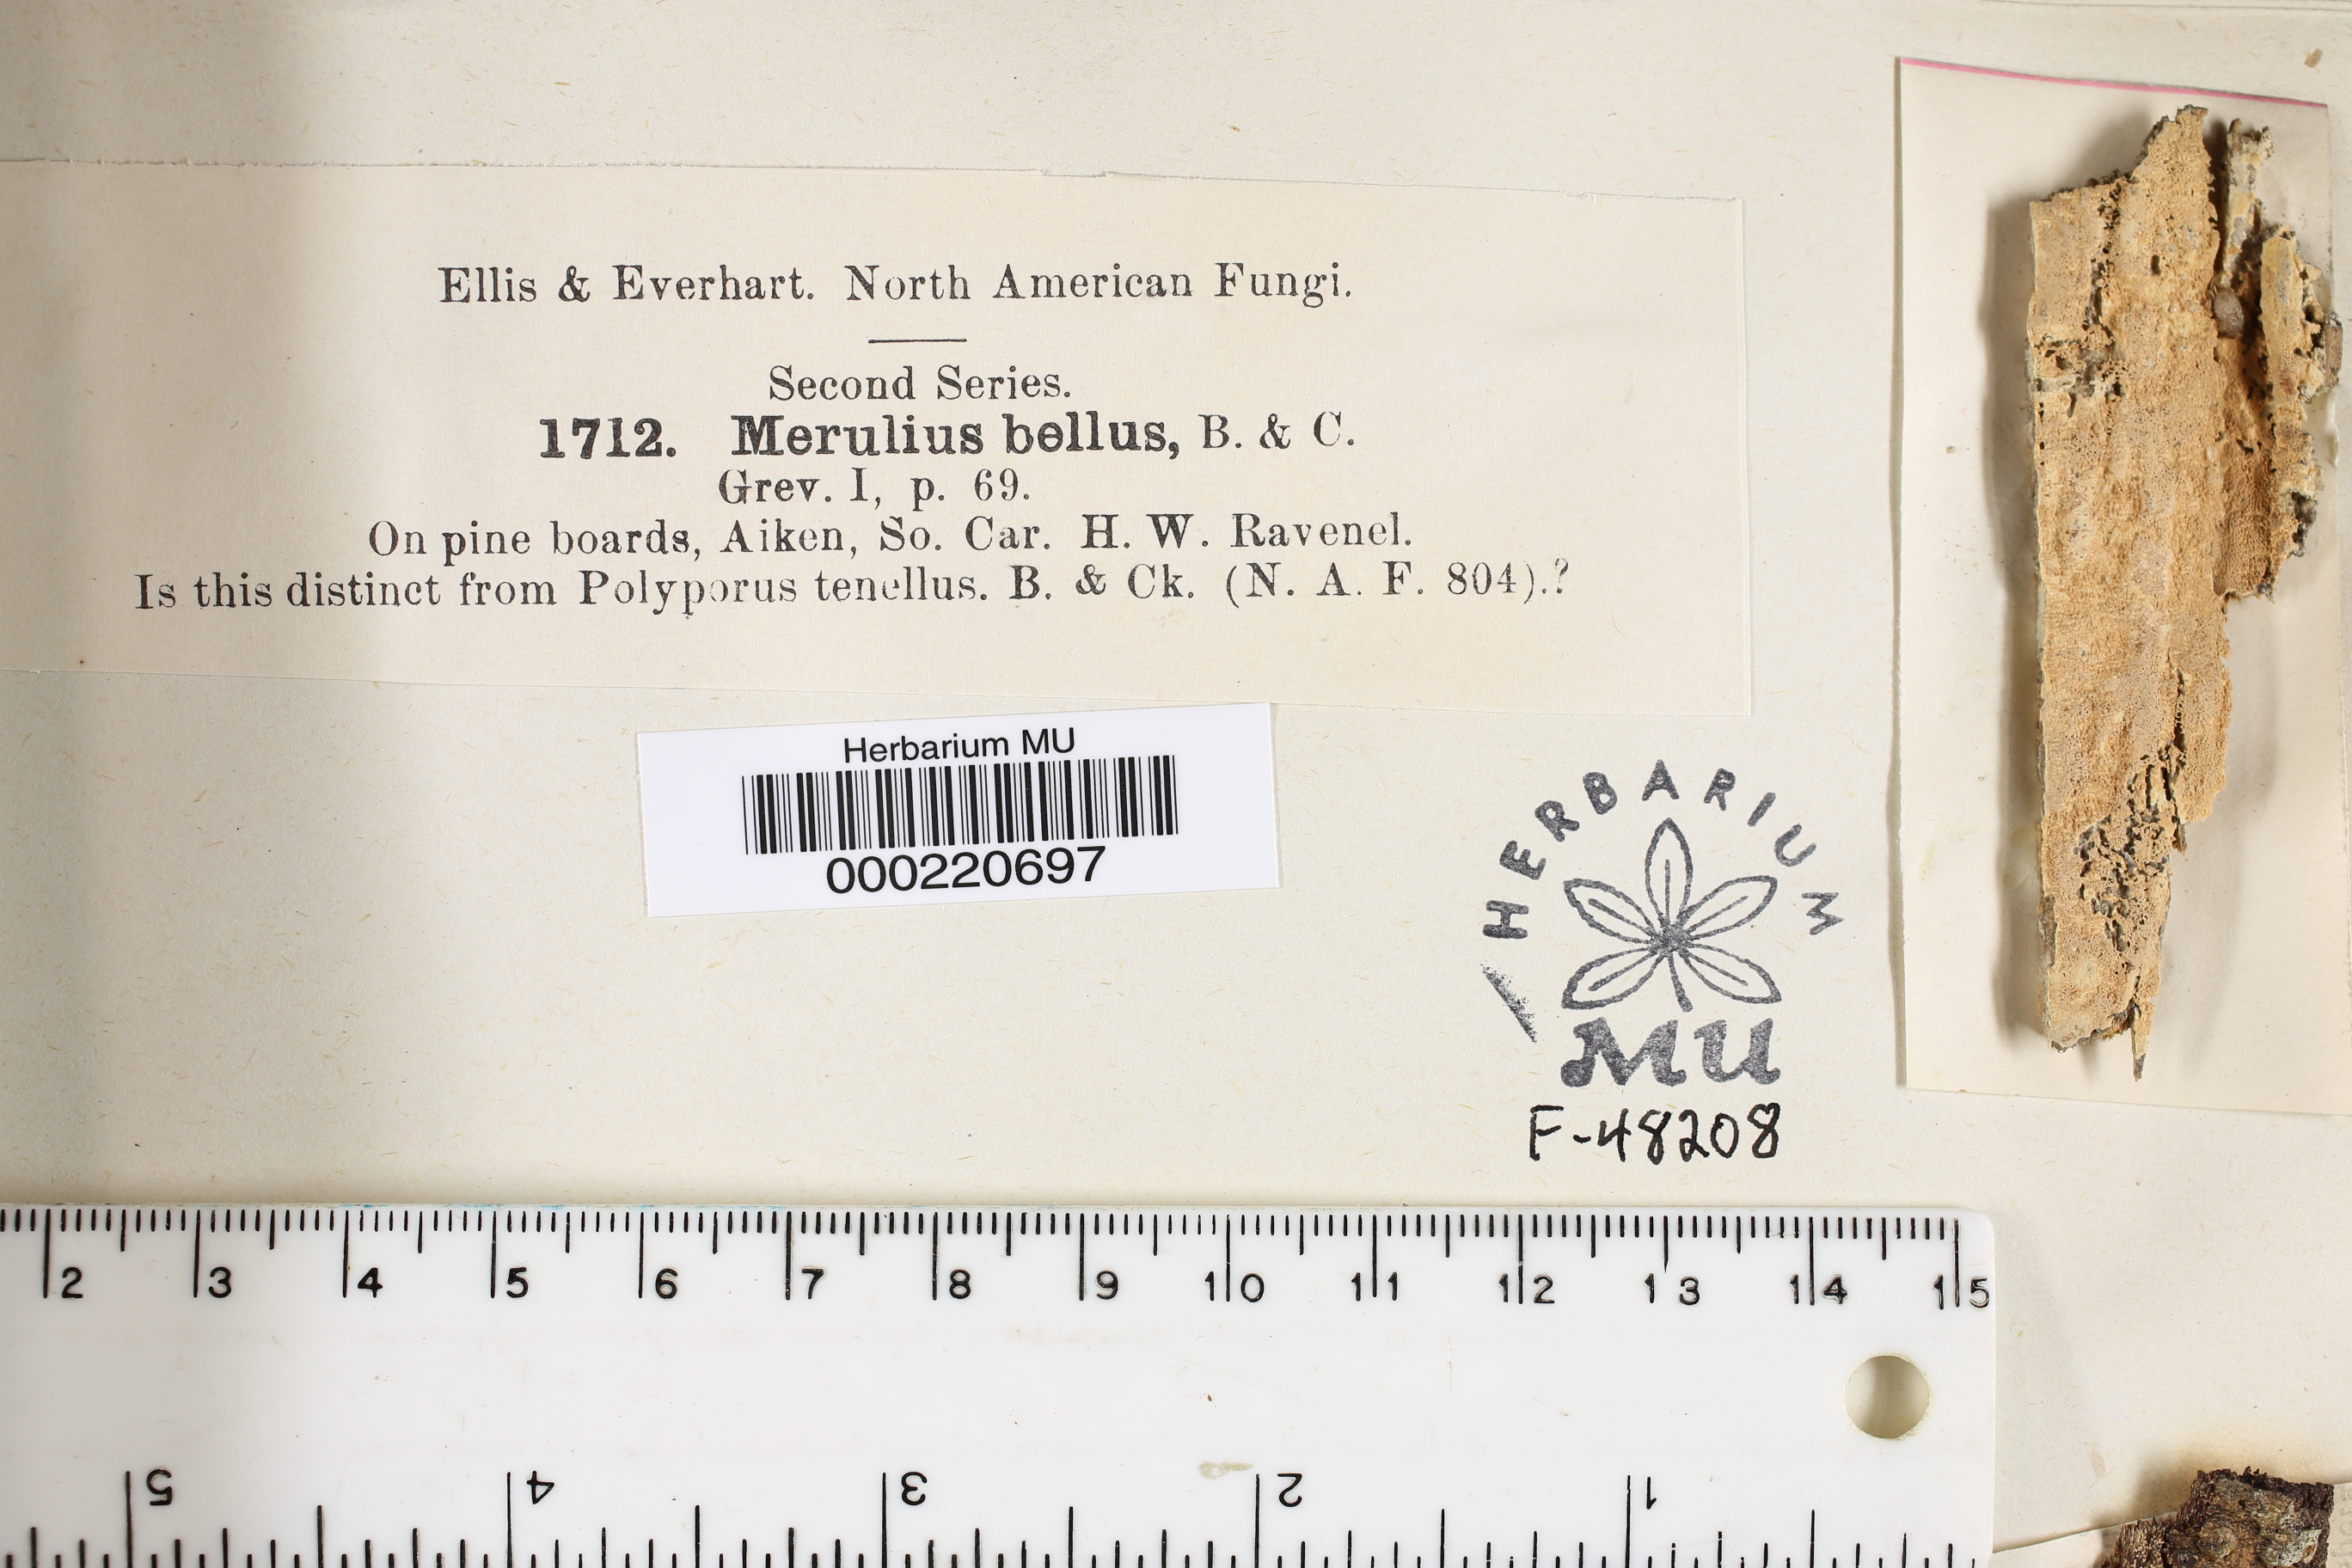 Ellis & Everhart. North American Fungi.
Second Series.
1712. Merulius bellus, B. & C.
Grev. I, p. 69.
On pine boards, Aiken, So. Car. H. W. Ravenel.
Is this distinct from Polyporus tenellus. B. & Ck. (N. A. F. 804).?
Herbarium MU
000220697
HERBARIUM
MU
F-48208
2 3 4 5 6 7 8 9 10 11 12 13 14 15
5 4 3 2 1